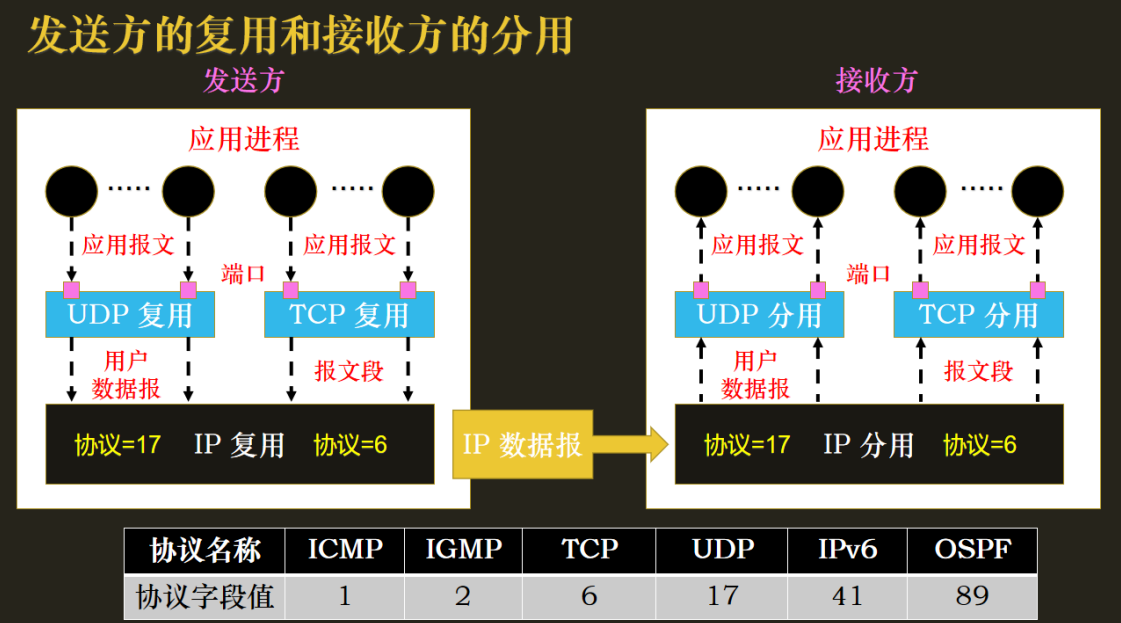 发送方的复用和接收方的分用
发送方
接收方
应用进程
·····
·····
应用报文
应用报文
端口
UDP 复用
TCP 复用
用户
数据报
报文段
协议=17
IP 复用
协议=6
IP 数据报
应用进程
·····
·····
应用报文
应用报文
端口
UDP 分用
TCP 分用
用户
数据报
报文段
协议=17
IP 分用
协议=6
协议名称 ICMP IGMP TCP UDP IPv6 OSPF
协议字段值 1 2 6 17 41 89